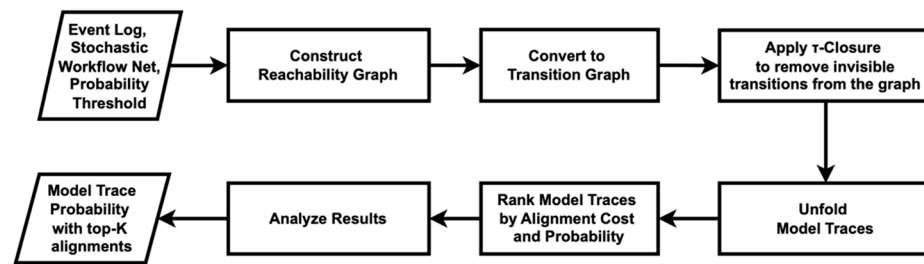 Event Log,
Stochastic
Workflow Net,
Probability
Threshold
Construct
Reachability Graph
Convert to
Transition Graph
Apply τ-Closure
to remove invisible
transitions from the graph
Unfold
Model Traces
Rank Model Traces
by Alignment Cost
and Probability
Analyze Results
Model Trace
Probability
with top-K
alignments